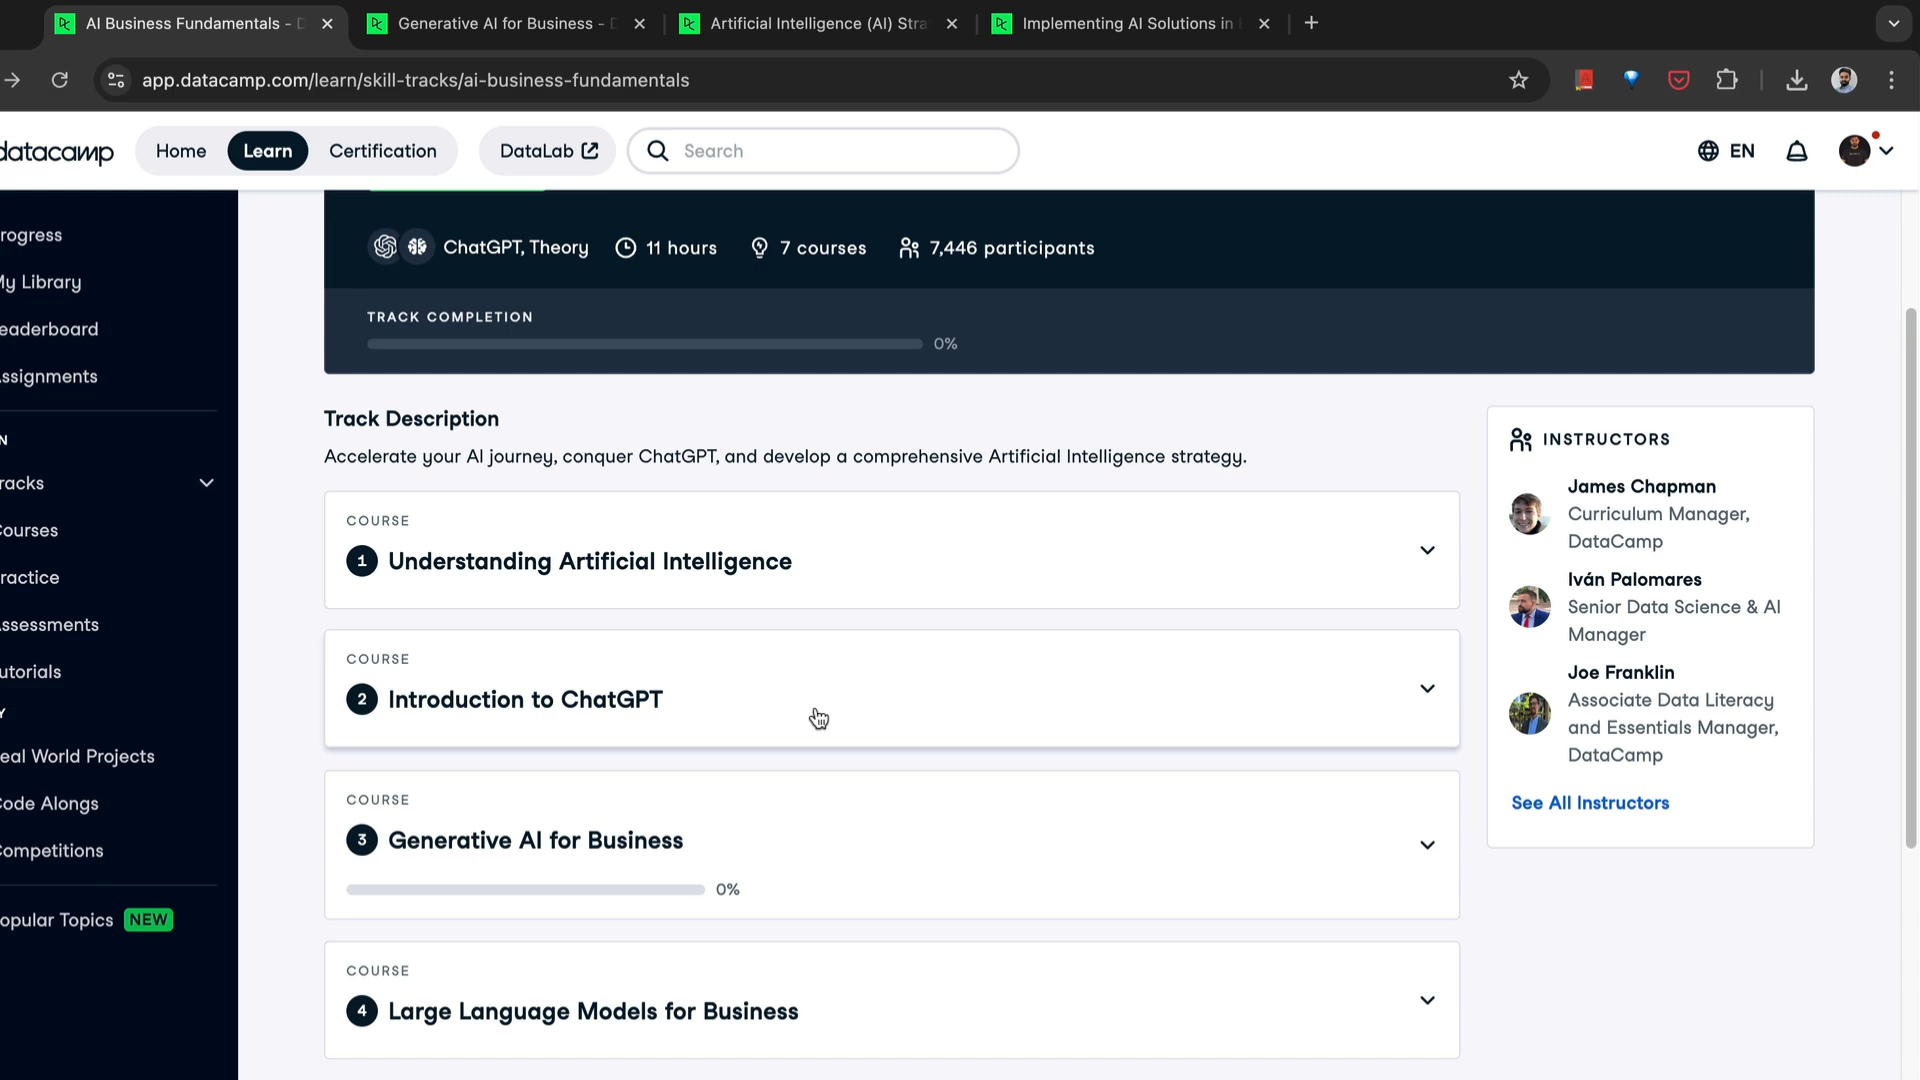 AI Business Fundamentals - D
Generative AI for Business - D
Artificial Intelligence (AI) Stra
Implementing AI Solutions in B
app.datacamp.com/learn/skill-tracks/ai-business-fundamentals
datacamp
Home
Learn
Certification
DataLab
Search
EN
rogress
My Library
eaderboard
ssignments
N
racks
Courses
ractice
ssessments
utorials
Y
eal World Projects
Code Alongs
Competitions
opular Topics NEW
ChatGPT, Theory
11 hours
7 courses
7,446 participants
TRACK COMPLETION
0%
Track Description
Accelerate your AI journey, conquer ChatGPT, and develop a comprehensive Artificial Intelligence strategy.
COURSE
1 Understanding Artificial Intelligence
COURSE
2 Introduction to ChatGPT
COURSE
3 Generative AI for Business
0%
COURSE
4 Large Language Models for Business
INSTRUCTORS
James Chapman
Curriculum Manager,
DataCamp
Iván Palomares
Senior Data Science & AI
Manager
Joe Franklin
Associate Data Literacy
and Essentials Manager,
DataCamp
See All Instructors